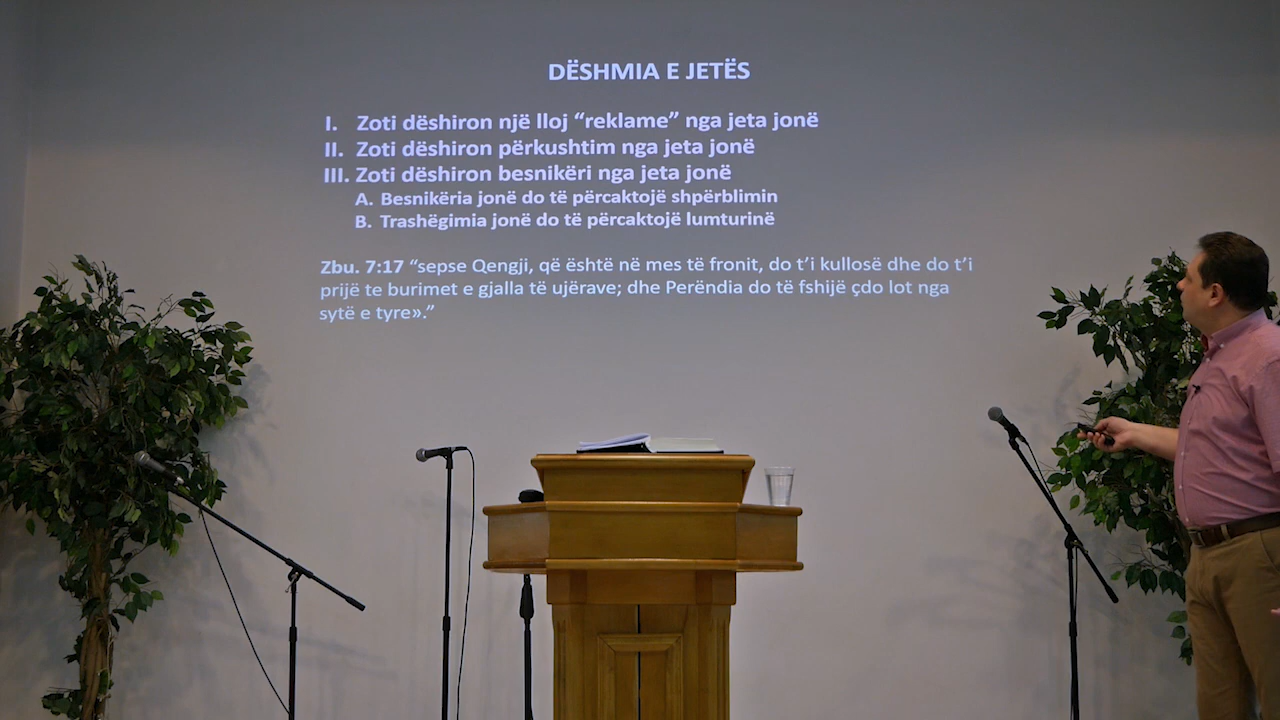 DËSHMIA E JETËS
I. Zoti dëshiron një lloj “reklame” nga jeta jonë
II. Zoti dëshiron përkushtim nga jeta jonë
III. Zoti dëshiron besnikëri nga jeta jonë
A. Besnikëria jonë do të përcaktojë shpërblimin
B. Trashëgimia jonë do të përcaktojë lumturinë
Zbu. 7:17 “sepse Qengji, që është në mes të fronit, do t’i kullosë dhe do t’i
prijë te burimet e gjalla të ujërave; dhe Perëndia do të fshijë çdo lot nga
sytë e tyre».”